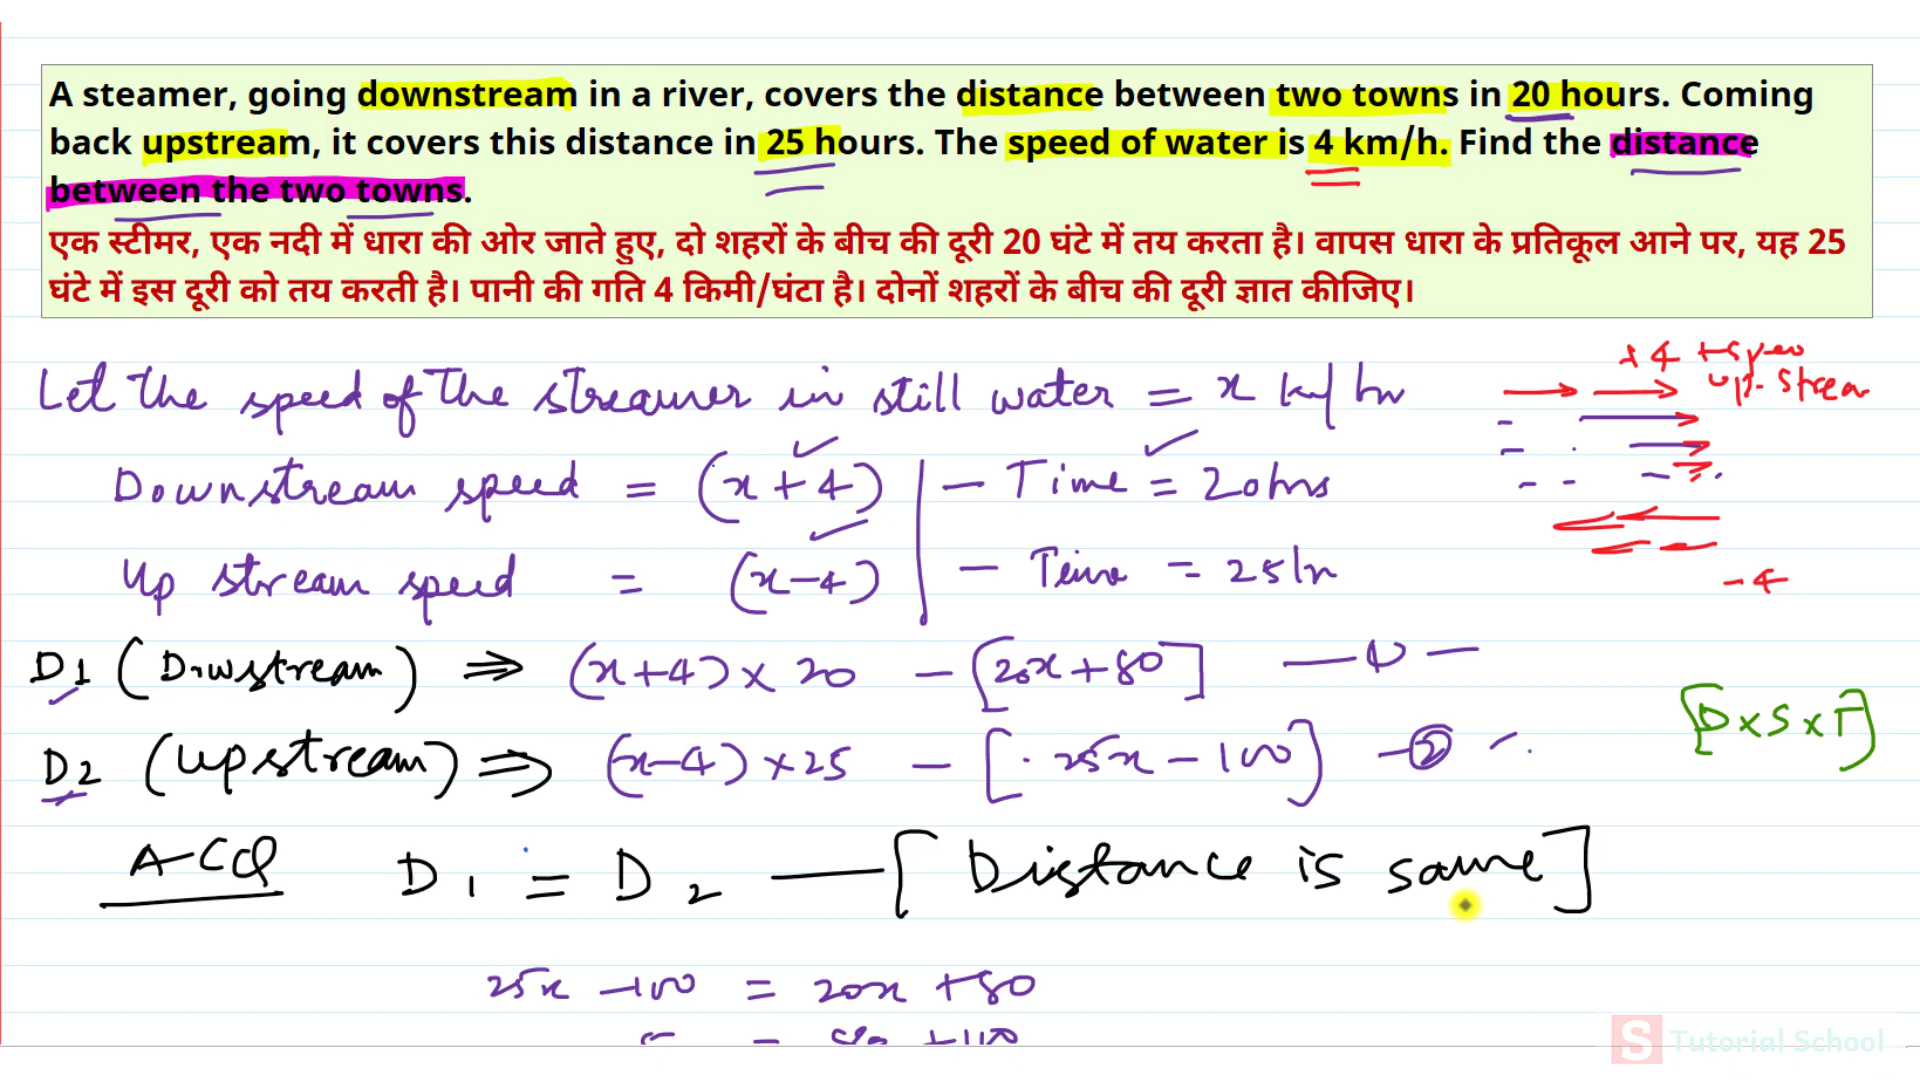 A steamer, going downstream in a river, covers the distance between two towns in 20 hours. Coming
back upstream, it covers this distance in 25 hours. The speed of water is 4 km/h. Find the distance
between the two towns.
एक स्टीमर, एक नदी में धारा की ओर जाते हुए, दो शहरों के बीच की दूरी 20 घंटे में तय करता है। वापस धारा के प्रतिकूल आने पर, यह 25
घंटे में इस दूरी को तय करती है। पानी की गति 4 किमी/घंटा है। दोनों शहरों के बीच की दूरी ज्ञात कीजिए।
+4
Let the speed of the streamer in still water = x km/hr
Downstream speed = (x+4) - Time = 20hrs
Up stream speed = (x-4) - Time = 25hr
-4
D1 (Downstream) ⇒ (x+4) × 20 - [20x+80] —1—
[D×S×T]
D2 (Upstream) ⇒ (x-4) ×25 - [25x-100] -②-
ACQ D1 = D2 — [Distance is same]
25x -100 = 20x +80
Tutorial School